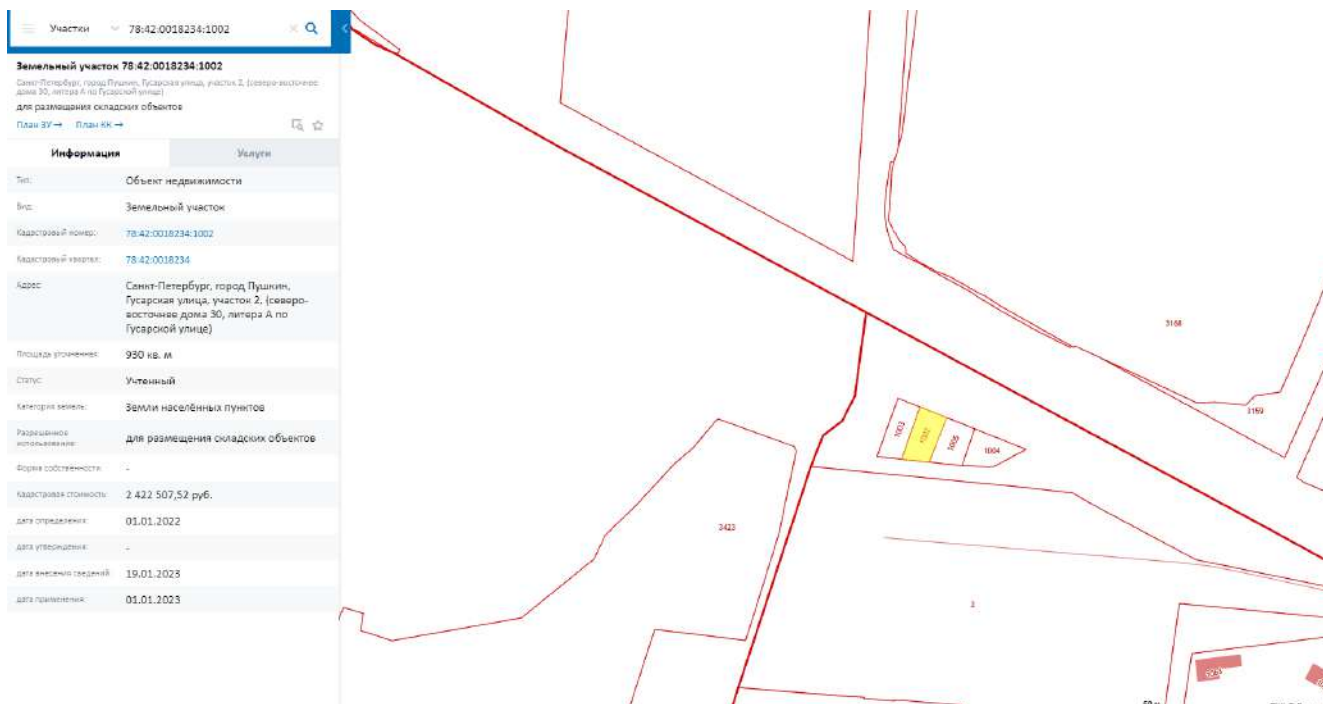 Участки
78:42:0018234:1002
Земельный участок 78:42:0018234:1002
Санкт-Петербург, город Пушкин, Гусарская улица, участок 2, (северо-восточнее
дома 30, литера А по Гусарской улице)
для размещения складских объектов
План ЗУ → План КК →
Информация
Услуги
Тип: Объект недвижимости
Вид: Земельный участок
Кадастровый номер: 78:42:0018234:1002
Кадастровый квартал: 78:42:0018234
Адрес: Санкт-Петербург, город Пушкин,
Гусарская улица, участок 2, (северо-
восточнее дома 30, литера А по
Гусарской улице)
Площадь уточненная: 930 кв. м
Статус: Учтенный
Категория земель: Земли населённых пунктов
Разрешенное
использование: для размещения складских объектов
Форма собственности: -
Кадастровая стоимость: 2 422 507,52 руб.
дата определения: 01.01.2022
дата утверждения: -
дата внесения сведений: 19.01.2023
дата применения: 01.01.2023
3168
3169
1003
1002
1005
1004
3423
3